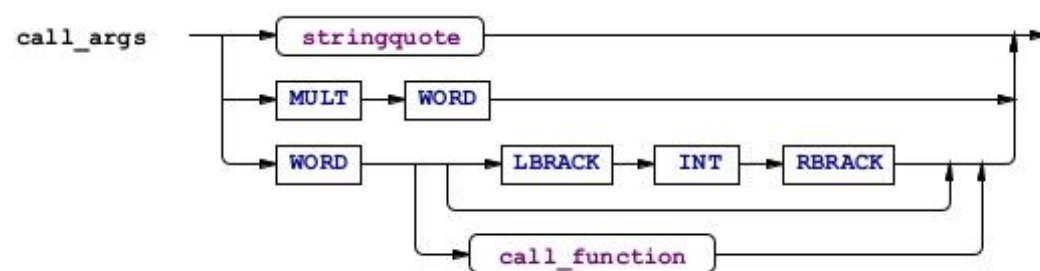 call_args stringquote
MULT WORD
WORD LBRACK INT RBRACK
call_function